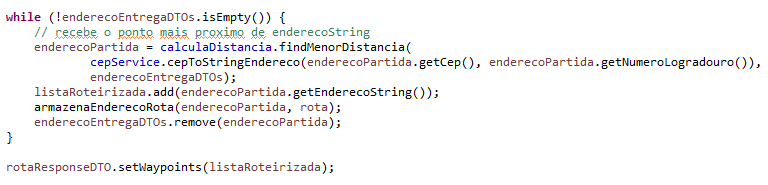 while (!enderecoEntregaDTOs.isEmpty()) {
    // recebe o ponto mais proximo de enderecoString
    enderecoPartida = calculaDistancia.findMenorDistancia(
            cepService.cepToStringEndereco(enderecoPartida.getCep(), enderecoPartida.getNumeroLogradouro()),
            enderecoEntregaDTOs);
    listaRoteirizada.add(enderecoPartida.getEnderecoString());
    armazenaEnderecoRota(enderecoPartida, rota);
    enderecoEntregaDTOs.remove(enderecoPartida);
}

rotaResponseDTO.setWaypoints(listaRoteirizada);